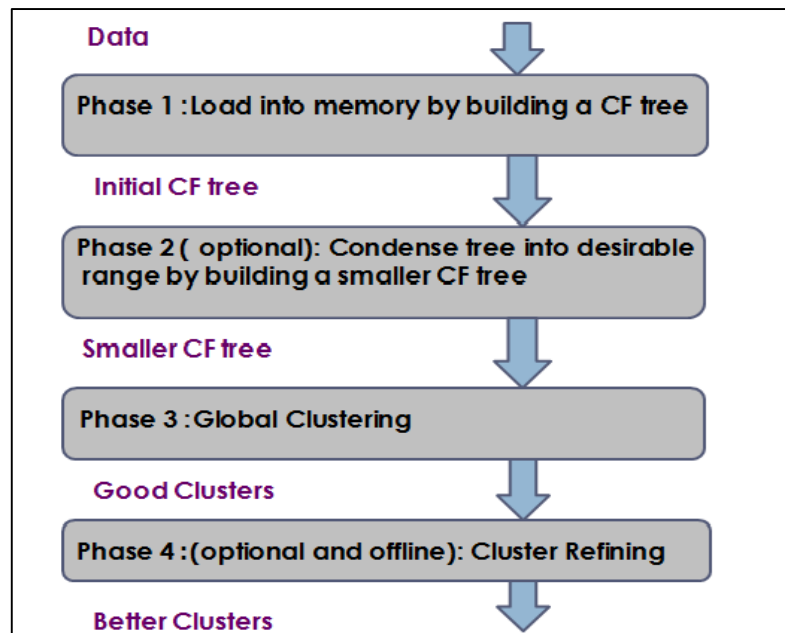 Data
Phase 1 :Load into memory by building a CF tree
Initial CF tree
Phase 2 ( optional): Condense tree into desirable
range by building a smaller CF tree
Smaller CF tree
Phase 3 :Global Clustering
Good Clusters
Phase 4 :(optional and offline): Cluster Refining
Better Clusters